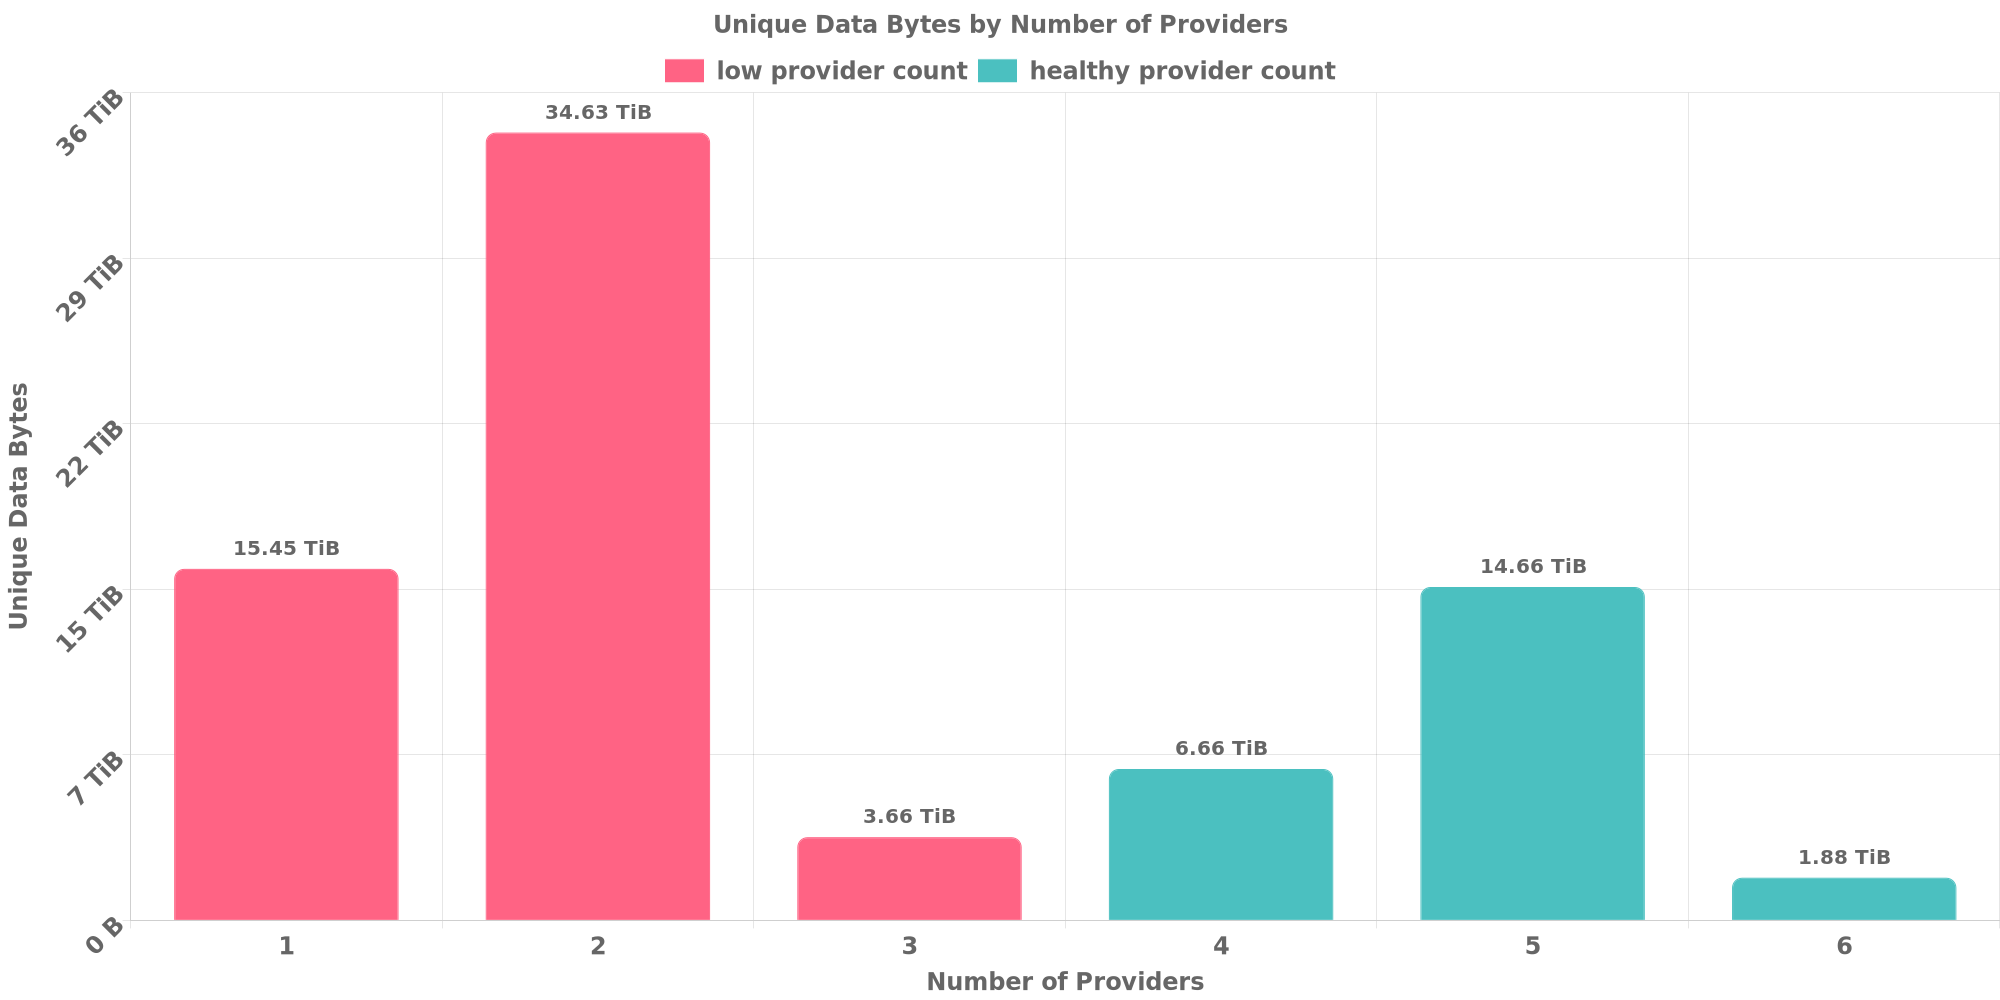 Unique Data Bytes by Number of Providers
low provider count healthy provider count
36 TiB
29 TiB
22 TiB
15 TiB
7 TiB
0 B
Unique Data Bytes
15.45 TiB
34.63 TiB
3.66 TiB
6.66 TiB
14.66 TiB
1.88 TiB
1 2 3 4 5 6
Number of Providers